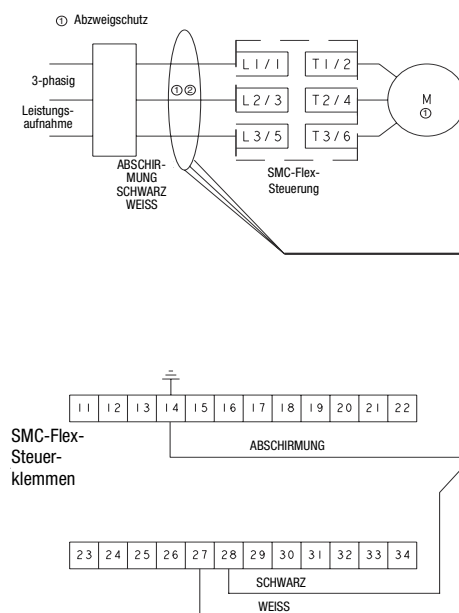 ① Abzweigschutz
3-phasig
Leistungs-
aufnahme
① ②
L1/1 T1/2
L2/3 T2/4
L3/5 T3/6
M
①
ABSCHIR-
MUNG
SCHWARZ
WEISS
SMC-Flex-
Steuerung
11 12 13 14 15 16 17 18 19 20 21 22
SMC-Flex-
Steuer-
klemmen
ABSCHIRMUNG
23 24 25 26 27 28 29 30 31 32 33 34
SCHWARZ
WEISS